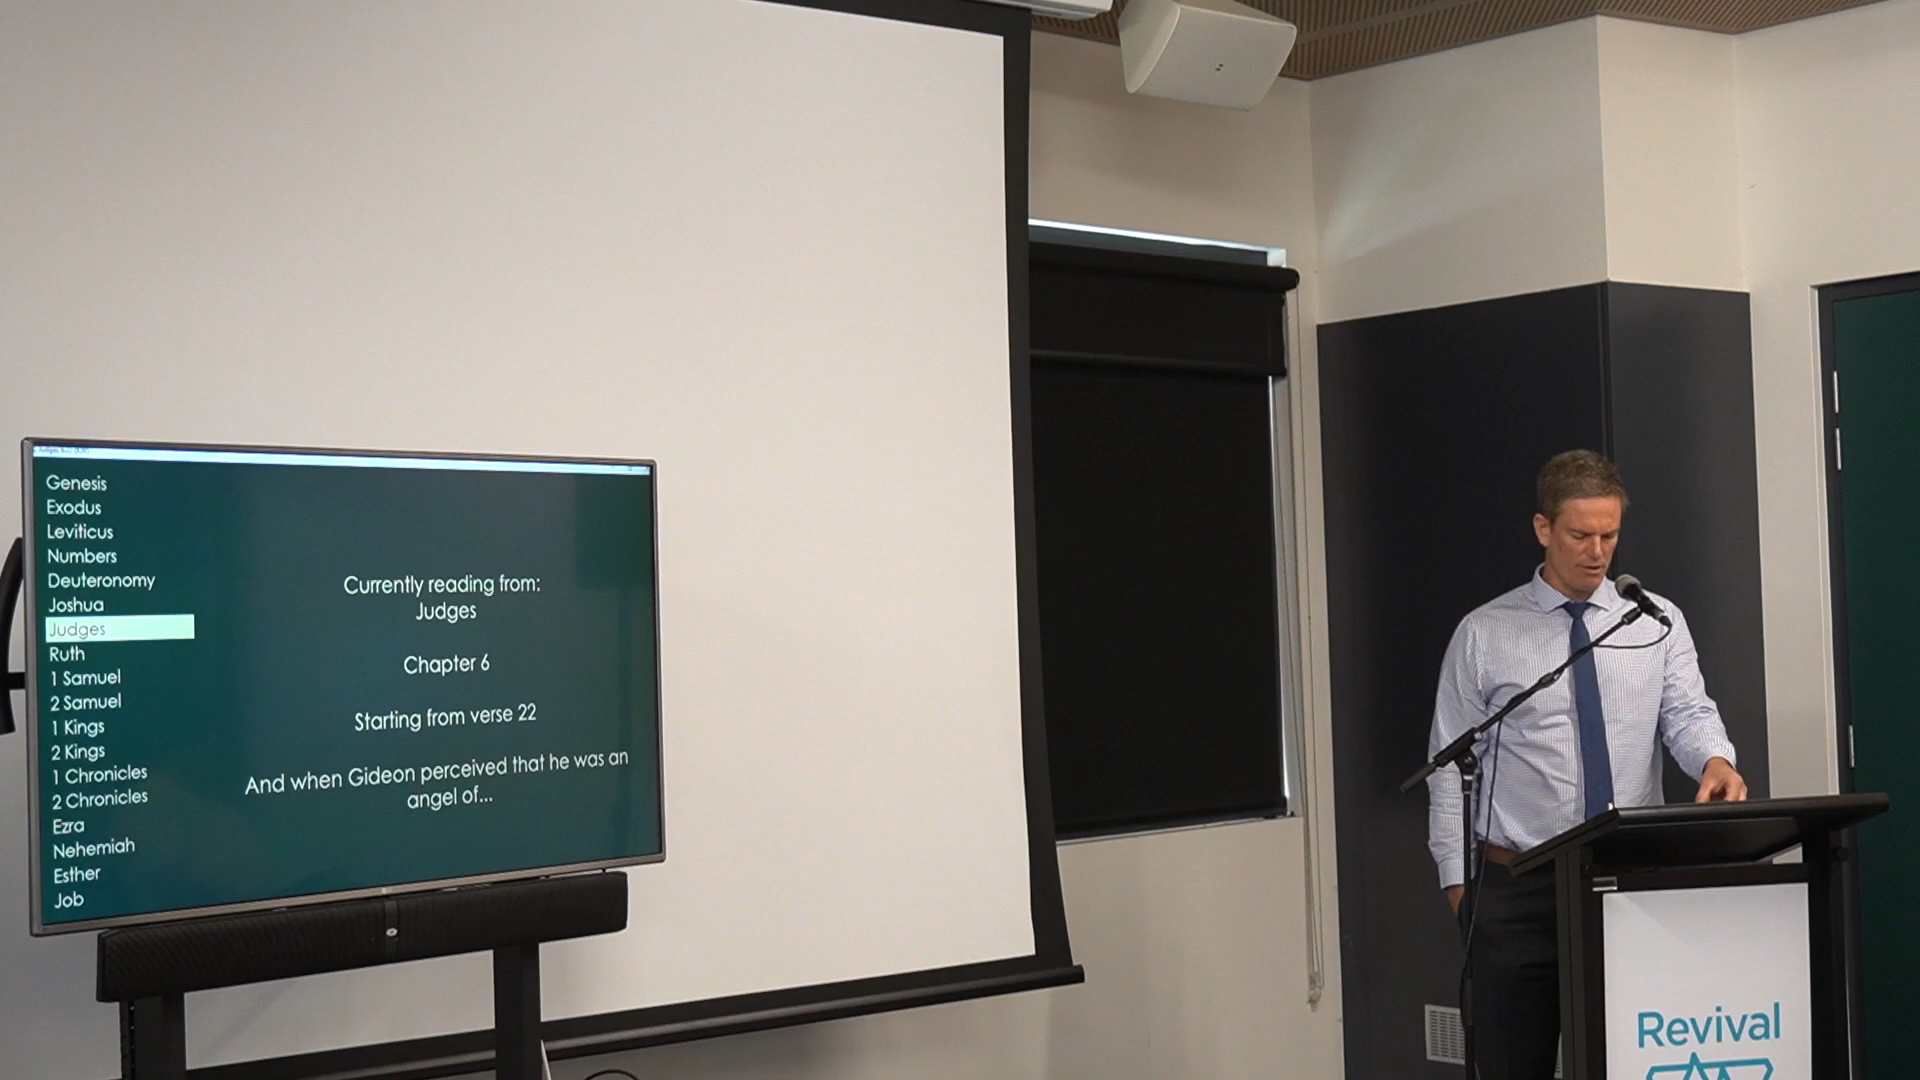 Genesis
Exodus
Leviticus
Numbers
Deuteronomy
Joshua
Judges
Ruth
1 Samuel
2 Samuel
1 Kings
2 Kings
1 Chronicles
2 Chronicles
Ezra
Nehemiah
Esther
Job
Currently reading from:
Judges
Chapter 6
Starting from verse 22
And when Gideon perceived that he was an
angel of...
Revival